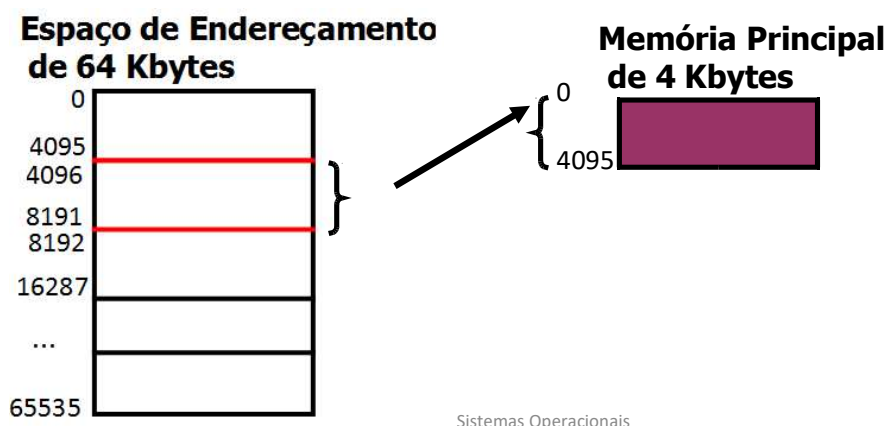 Espaço de Endereçamento
de 64 Kbytes
0
4095
4096
8191
8192
16287
...
65535
Memória Principal
de 4 Kbytes
0
4095
Sistemas Operacionais